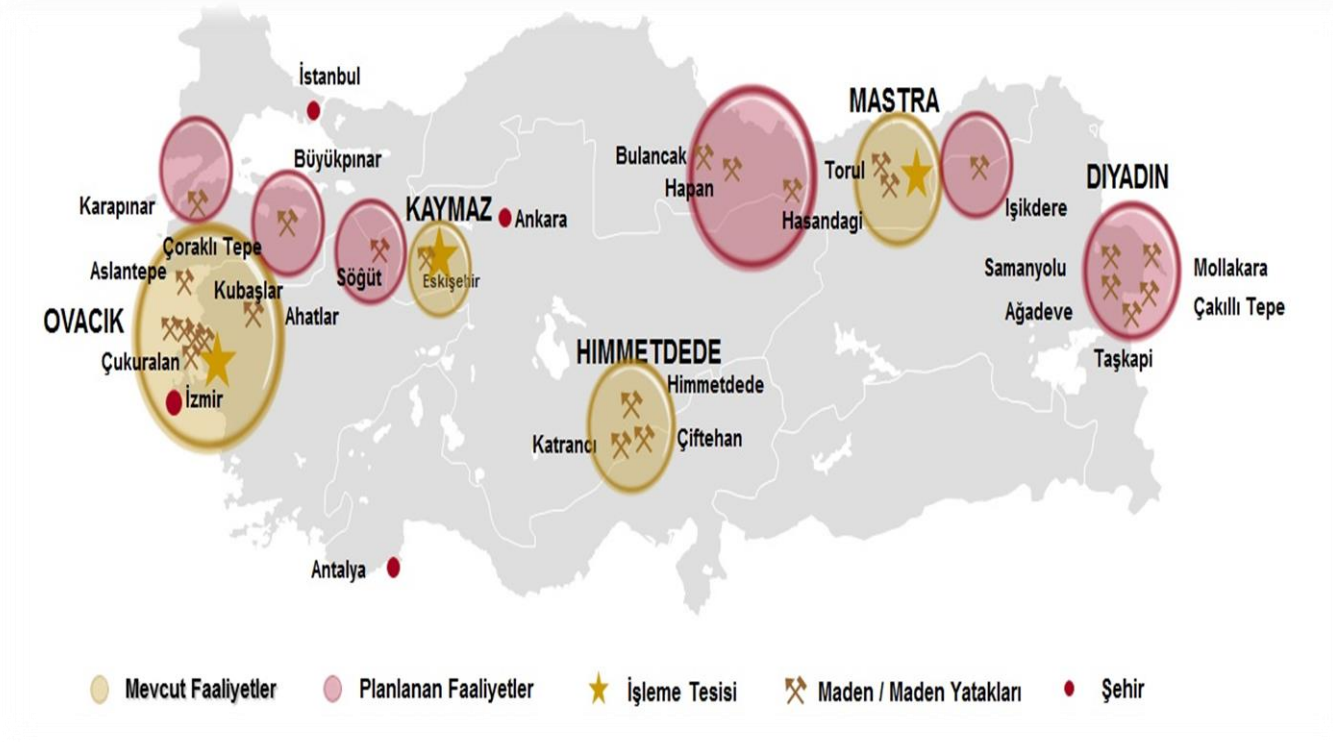 İstanbul
MASTRA
Büyükpınar
Bulancak
Torul
DIYADIN
Hapan
Karapınar
KAYMAZ
Işikdere
Ankara
Hasandagi
Çoraklı Tepe
Aslantepe
Söğüt
Eskişehir
Samanyolu
Mollakara
Kubaşlar
Ahatlar
Ağadeve
Çakıllı Tepe
OVACIK
Çukuralan
HIMMETDEDE
Taşkapi
Himmetdede
İzmir
Katrancı
Çiftehan
Antalya
Mevcut Faaliyetler
Planlanan Faaliyetler
İşleme Tesisi
Maden / Maden Yatakları
Şehir